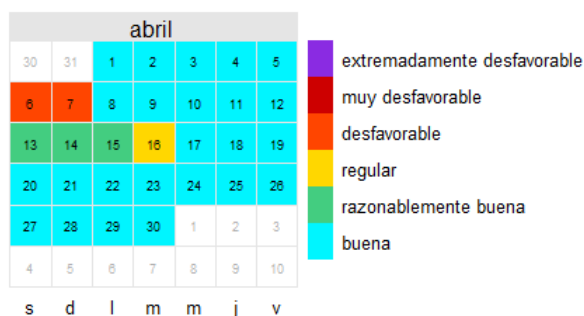 abril
30 31 1 2 3 4 5
6 7 8 9 10 11 12
13 14 15 16 17 18 19
20 21 22 23 24 25 26
27 28 29 30 1 2 3
4 5 6 7 8 9 10
s d l m m j v
extremadamente desfavorable
muy desfavorable
desfavorable
regular
razonablemente buena
buena